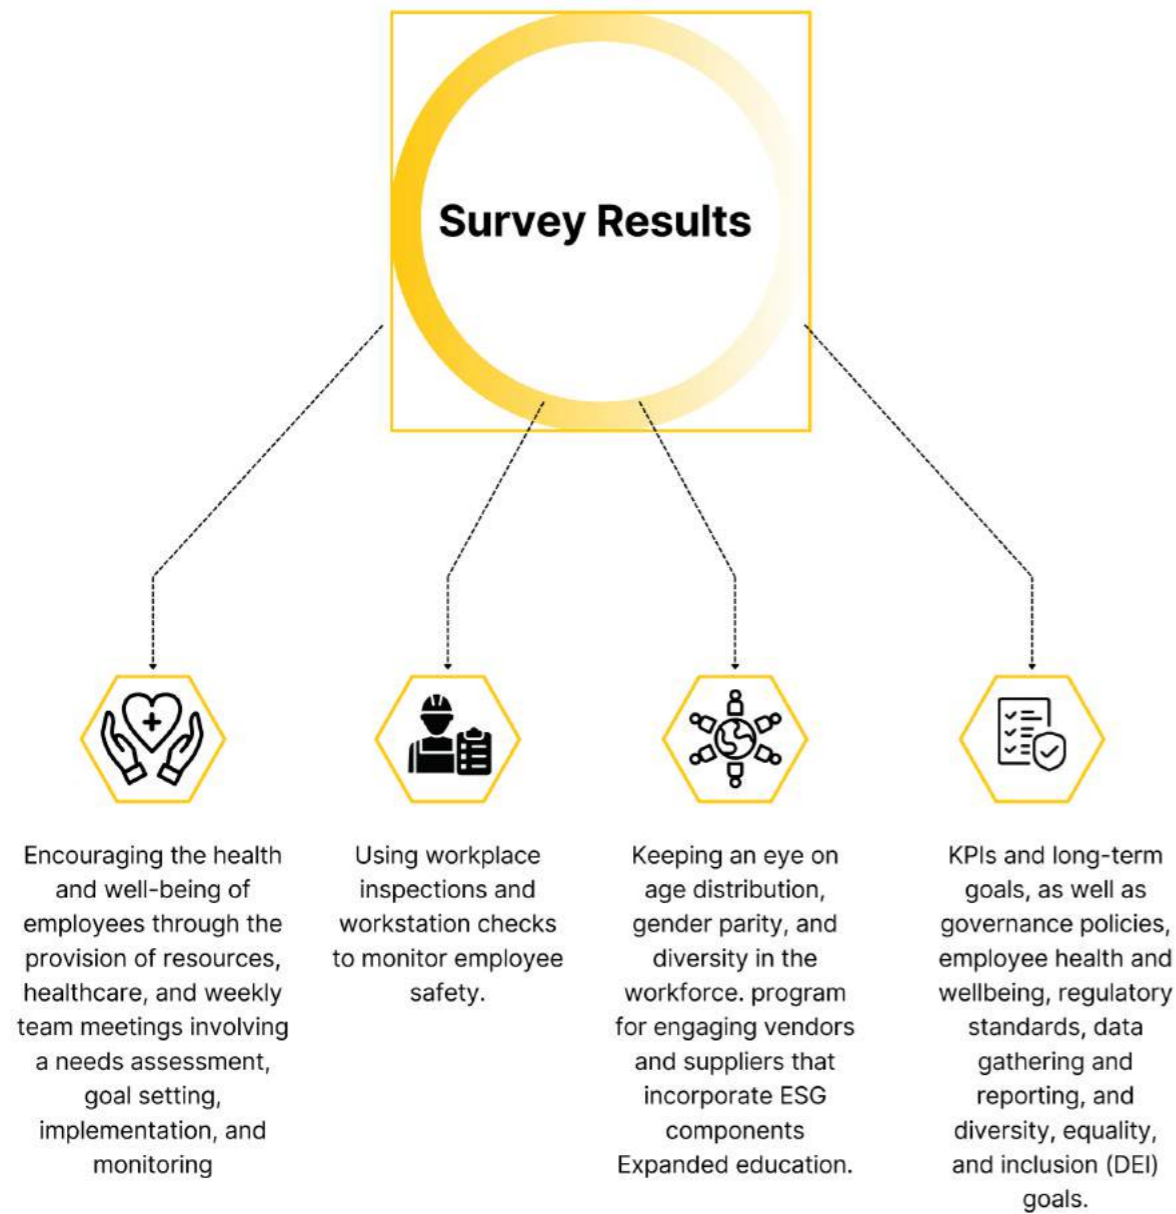 Survey Results
Encouraging the health
and well-being of
employees through the
provision of resources,
healthcare, and weekly
team meetings involving
a needs assessment,
goal setting,
implementation, and
monitoring
Using workplace
inspections and
workstation checks
to monitor employee
safety.
Keeping an eye on
age distribution,
gender parity, and
diversity in the
workforce. program
for engaging vendors
and suppliers that
incorporate ESG
components
Expanded education.
KPIs and long-term
goals, as well as
governance policies,
employee health and
wellbeing, regulatory
standards, data
gathering and
reporting, and
diversity, equality,
and inclusion (DEI)
goals.